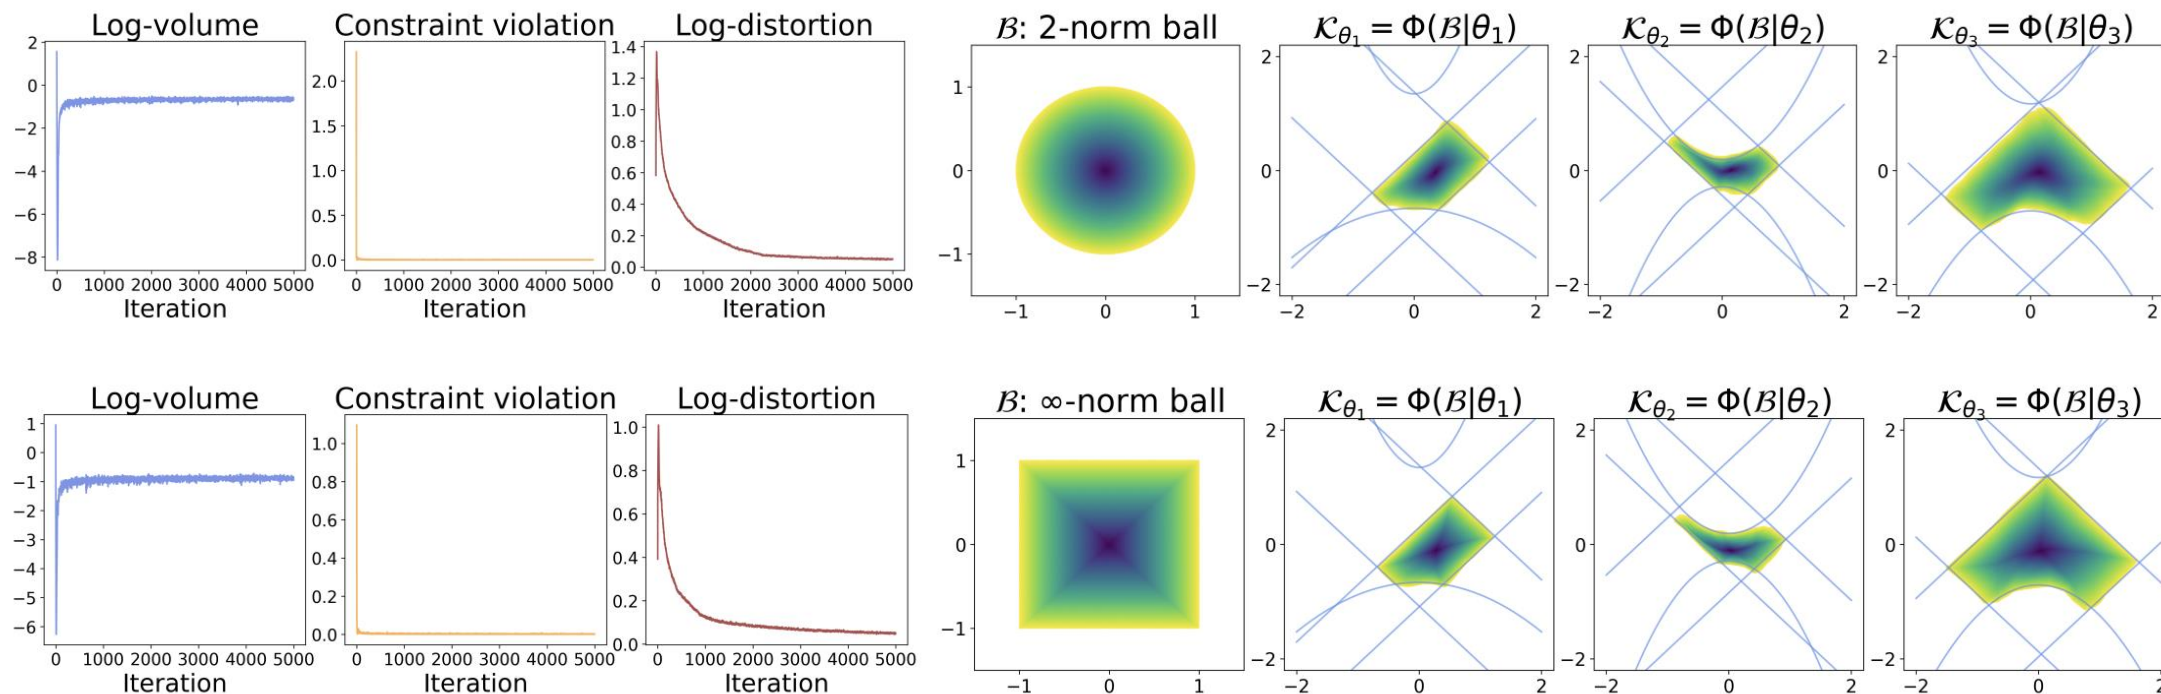 Log-volume
2
0
−2
−4
−6
−8
0 1000 2000 3000 4000 5000
Iteration
Constraint violation
2.0
1.5
1.0
0.5
0.0
0 1000 2000 3000 4000 5000
Iteration
Log-distortion
1.4
1.2
1.0
0.8
0.6
0.4
0.2
0.0
0 1000 2000 3000 4000 5000
Iteration
ℬ: 2-norm ball
1
0
−1
−1 0 1
𝒦θ₁ = Φ(ℬ|θ₁)
2
0
−2
−2 0 2
𝒦θ₂ = Φ(ℬ|θ₂)
2
0
−2
−2 0 2
𝒦θ₃ = Φ(ℬ|θ₃)
2
0
−2
−2 0 2
Log-volume
1
0
−1
−2
−3
−4
−5
−6
0 1000 2000 3000 4000 5000
Iteration
Constraint violation
1.0
0.8
0.6
0.4
0.2
0.0
0 1000 2000 3000 4000 5000
Iteration
Log-distortion
1.0
0.8
0.6
0.4
0.2
0.0
0 1000 2000 3000 4000 5000
Iteration
ℬ: ∞-norm ball
1
0
−1
−1 0 1
𝒦θ₁ = Φ(ℬ|θ₁)
2
0
−2
−2 0 2
𝒦θ₂ = Φ(ℬ|θ₂)
2
0
−2
−2 0 2
𝒦θ₃ = Φ(ℬ|θ₃)
2
0
−2
−2 0 2